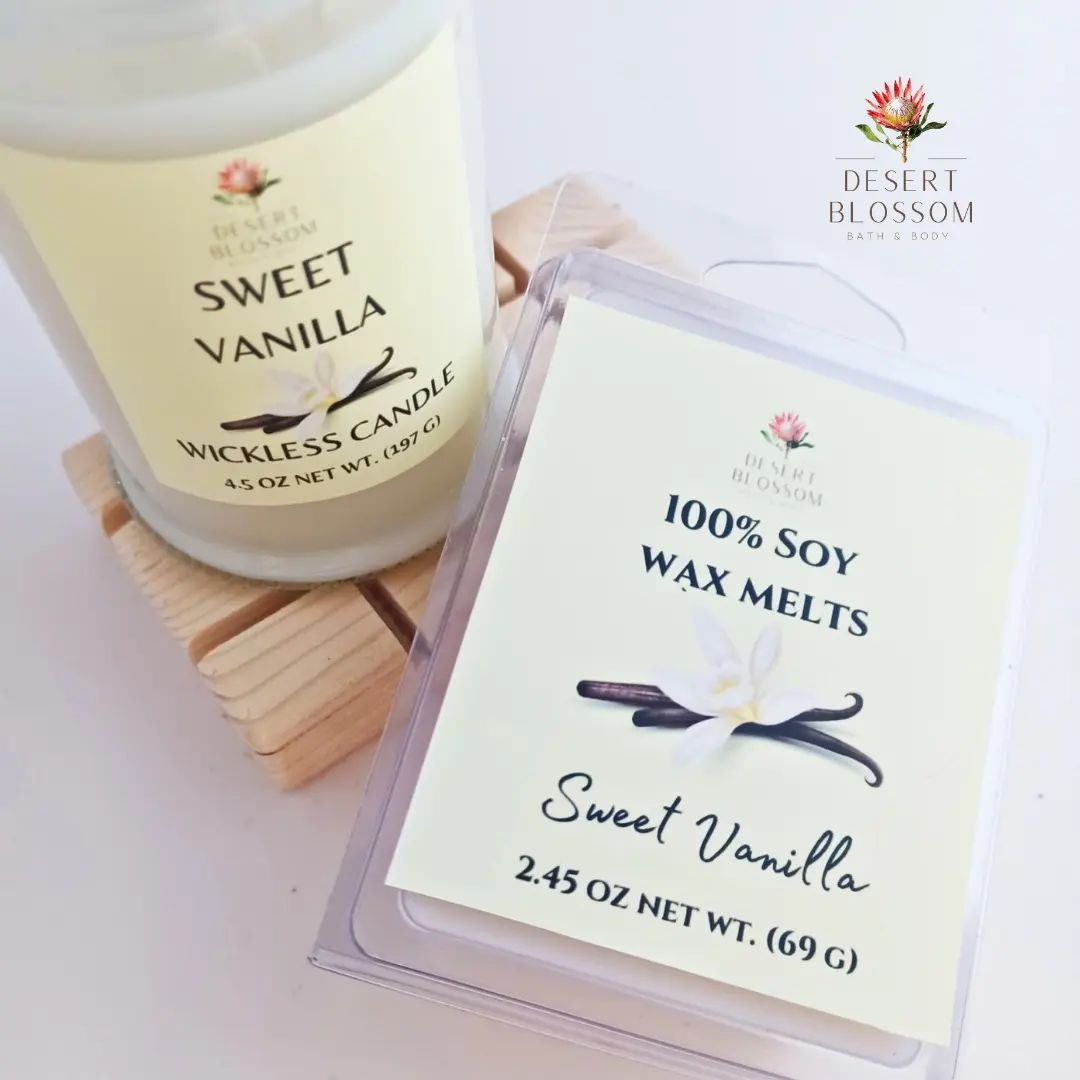 DESERT
BLOSSOM
BATH & BODY
DESERT
BLOSSOM
SWEET
VANILLA
WICKLESS CANDLE
4.5 OZ NET WT. (197 G)
DESERT
BLOSSOM
100% SOY
WAX MELTS
Sweet Vanilla
2.45 OZ NET WT. (69 G)